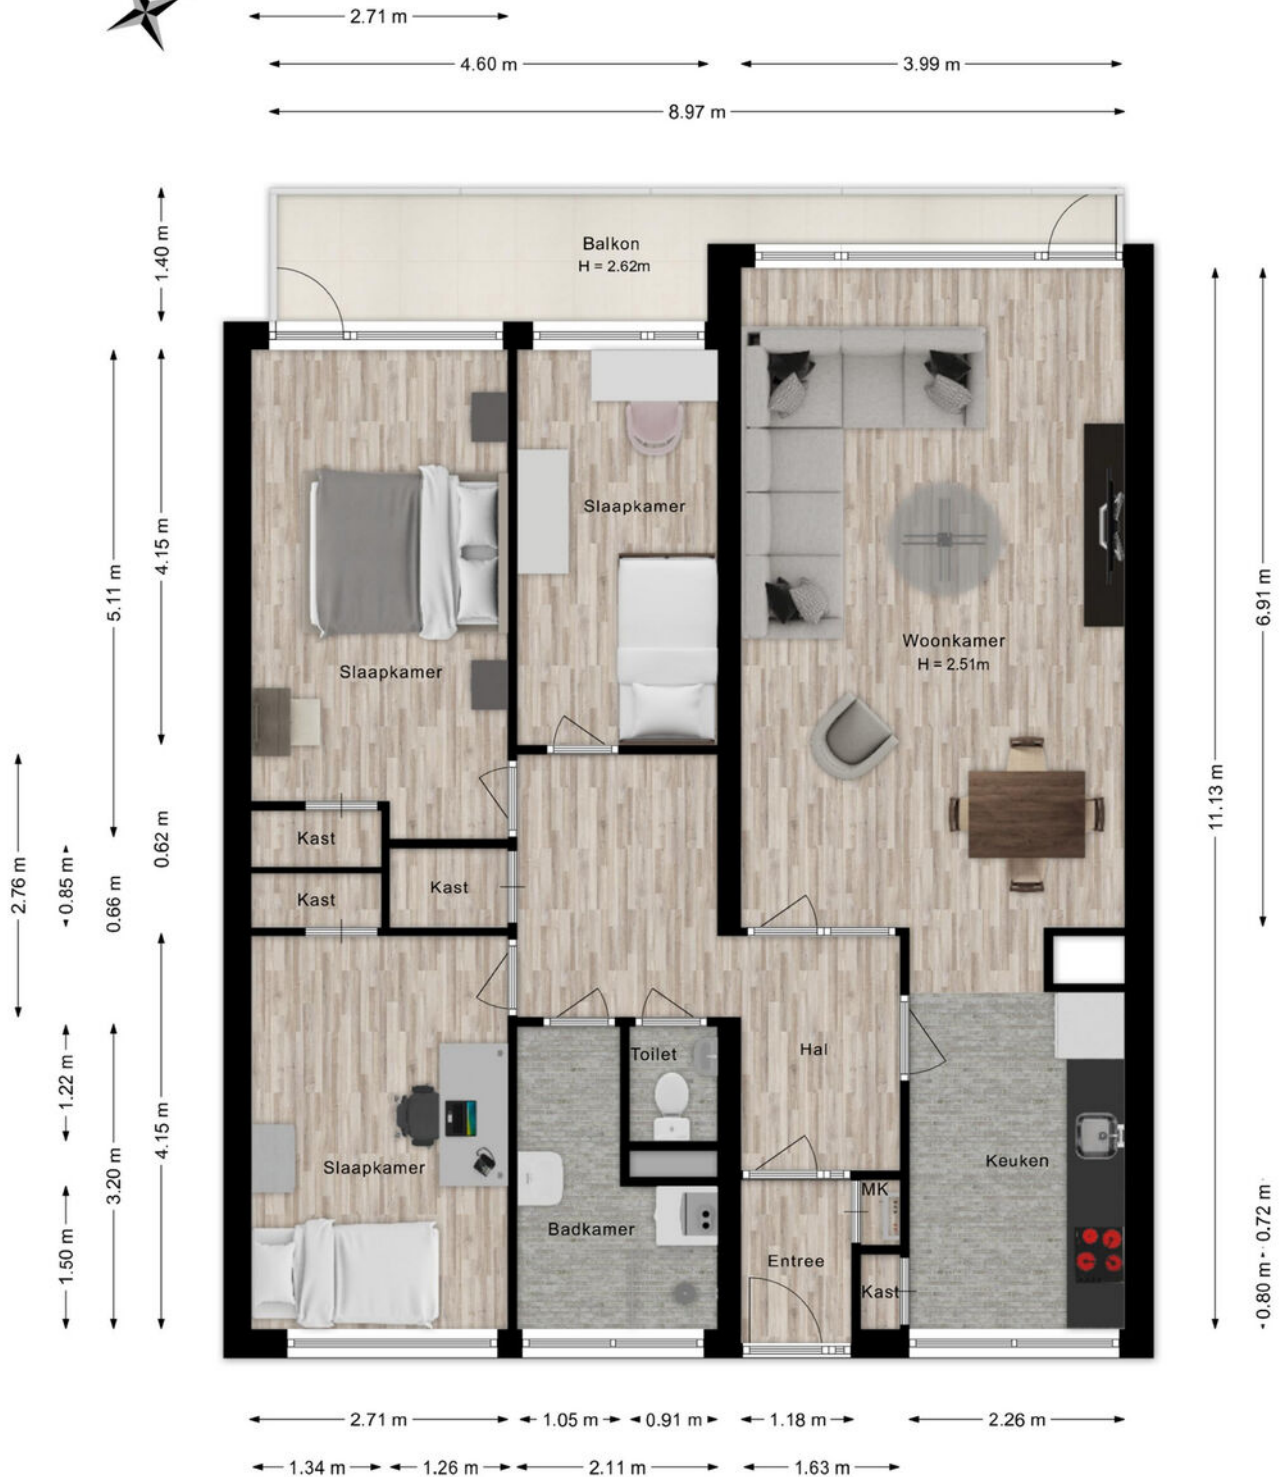 2.71 m
4.60 m
3.99 m
8.97 m
1.40 m
Balkon
H = 2.62m
5.11 m
4.15 m
6.91 m
11.13 m
Slaapkamer
Woonkamer
H = 2.51m
Slaapkamer
2.76 m
0.85 m
0.66 m
0.62 m
Kast
Kast
Kast
1.22 m
3.20 m
4.15 m
1.50 m
Toilet
Hal
Slaapkamer
Keuken
MK
Badkamer
Entree
Kast
0.72 m
0.80 m
2.71 m
1.05 m
0.91 m
1.18 m
2.26 m
1.34 m
1.26 m
2.11 m
1.63 m